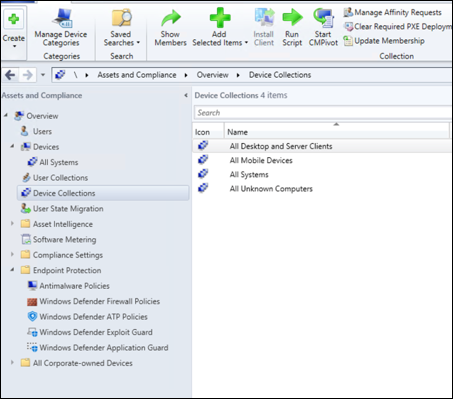 Create
Manage Device Categories
Categories
Saved Searches
Search
Show Members
Add Selected Items
Install Client
Run Script
Start CMPivot
Manage Affinity Requests
Clear Required PXE Deploym
Update Membership
Collection
\ Assets and Compliance Overview Device Collections
Assets and Compliance
Overview
Users
Devices
All Systems
User Collections
Device Collections
User State Migration
Asset Intelligence
Software Metering
Compliance Settings
Endpoint Protection
Antimalware Policies
Windows Defender Firewall Policies
Windows Defender ATP Policies
Windows Defender Exploit Guard
Windows Defender Application Guard
All Corporate-owned Devices
Device Collections 4 items
Search
Icon Name
All Desktop and Server Clients
All Mobile Devices
All Systems
All Unknown Computers